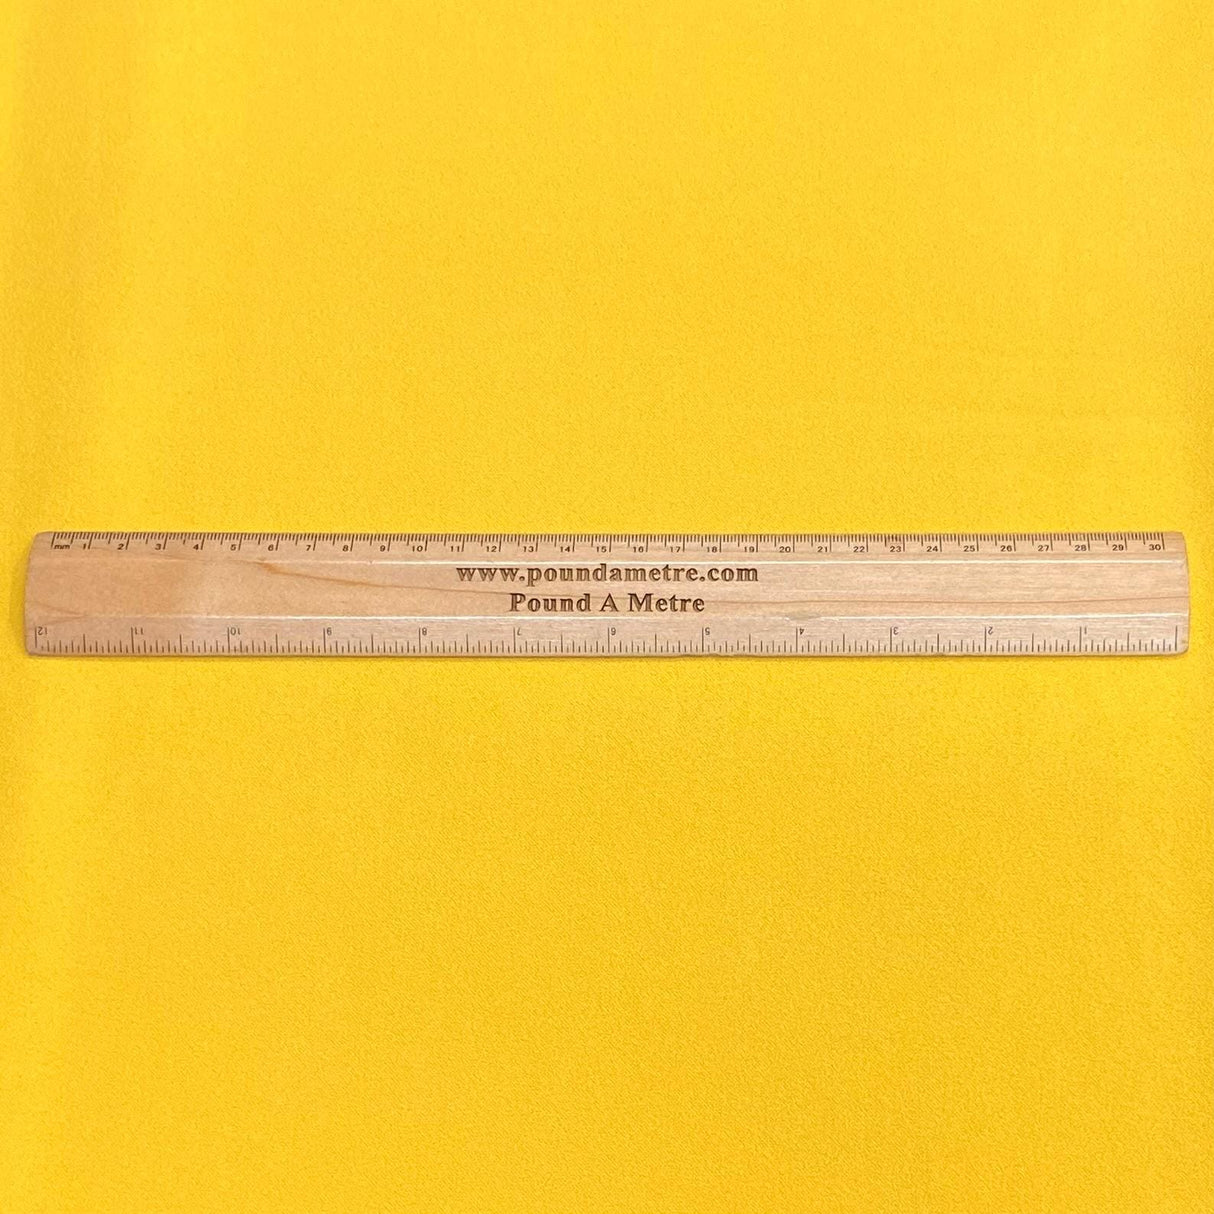 mm 1 2 3 4 5 6 7 8 9 10 11 12 13 14 15 16 17 18 19 20 21 22 23 24 25 26 27 28 29 30
www.poundametre.com
Pound A Metre
12 11 10 9 8 7 6 5 4 3 2 1